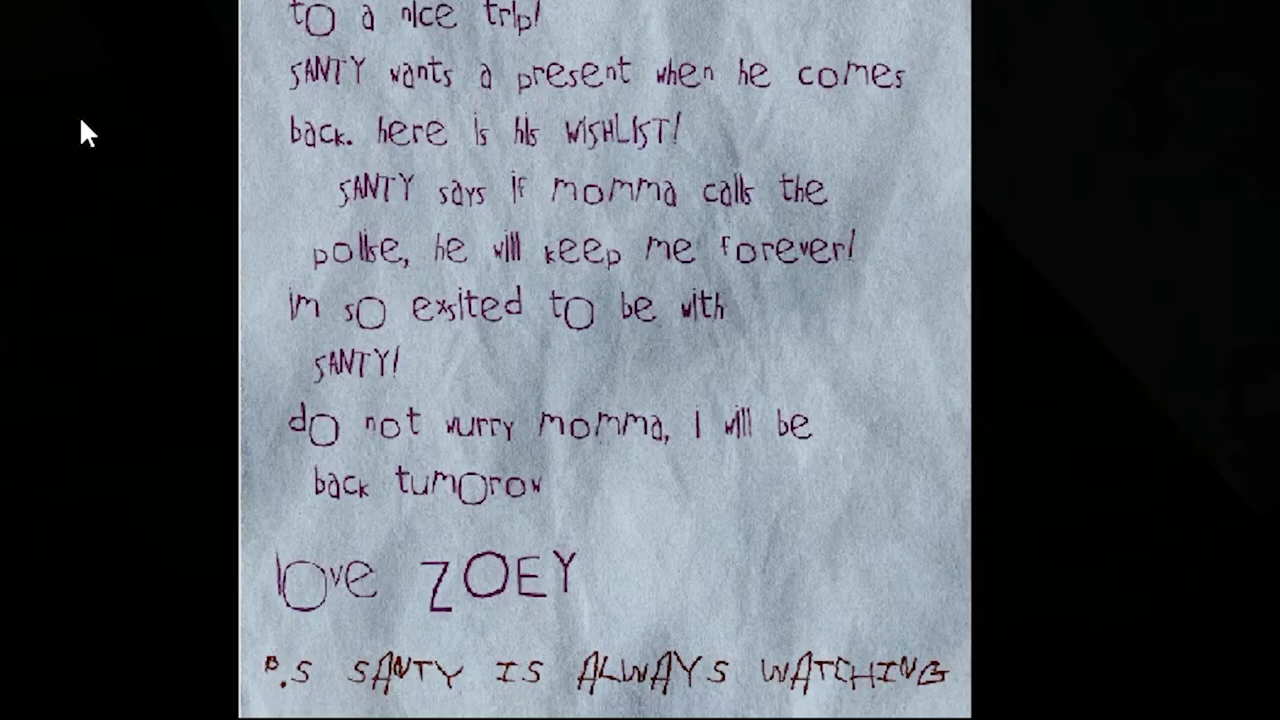 to a nice trip!
SANTY wants a present when he comes
back. here is his WISHLIST!
SANTY says if momma calls the
polise, he will keep me forever!
im so exsited to be with
SANTY!
do not wurry momma, i will be
back tumorow
love ZOEY
P.S SANTY IS ALWAYS WATCHING